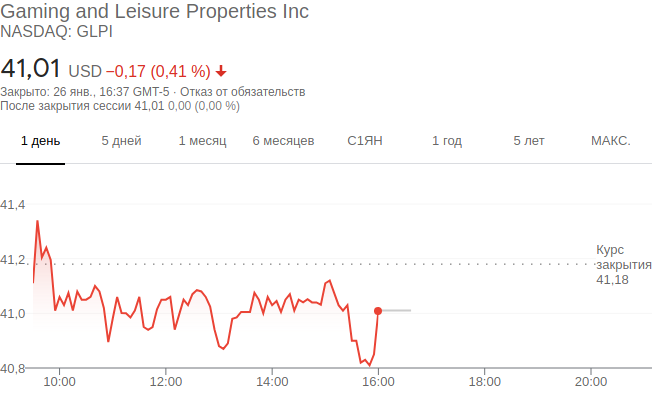 Gaming and Leisure Properties Inc
NASDAQ: GLPI
41,01 USD −0,17 (0,41 %)
Закрыто: 26 янв., 16:37 GMT-5 · Отказ от обязательств
После закрытия сессии 41,01 0,00 (0,00 %)
1 день 5 дней 1 месяц 6 месяцев С1ЯН 1 год 5 лет МАКС.
41,4
Курс
закрытия
41,18
41,2
41,0
40,8
10:00 12:00 14:00 16:00 18:00 20:00